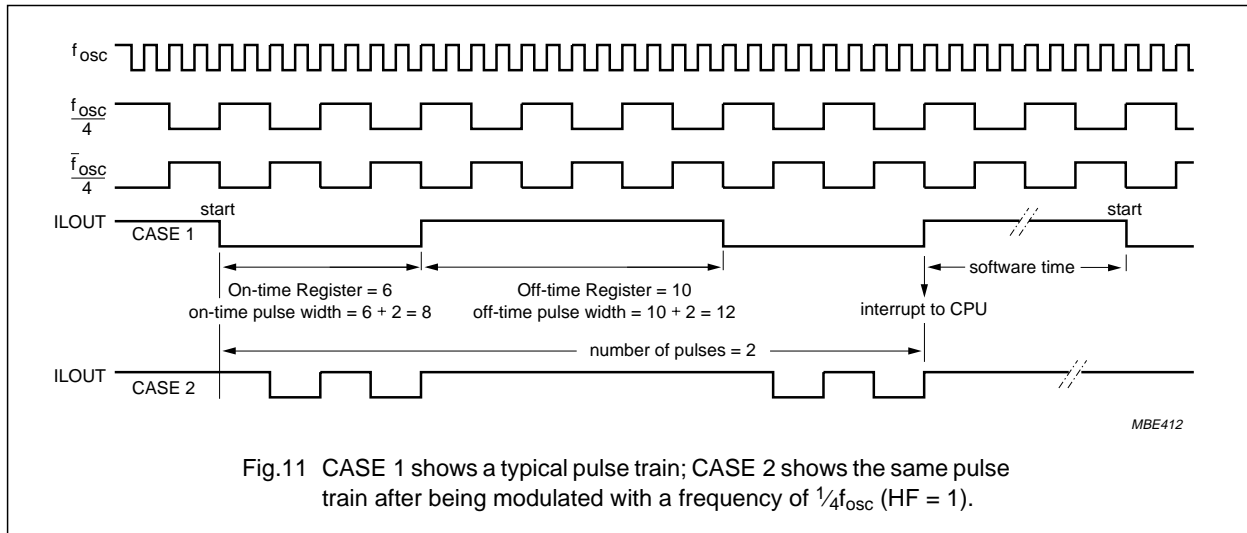 f osc
f osc
4
f̄ osc
4
start
start
ILOUT
CASE 1
software time
On-time Register = 6
Off-time Register = 10
on-time pulse width = 6 + 2 = 8
off-time pulse width = 10 + 2 = 12
interrupt to CPU
number of pulses = 2
ILOUT
CASE 2
MBE412
Fig.11 CASE 1 shows a typical pulse train; CASE 2 shows the same pulse
train after being modulated with a frequency of ¼fosc (HF = 1).